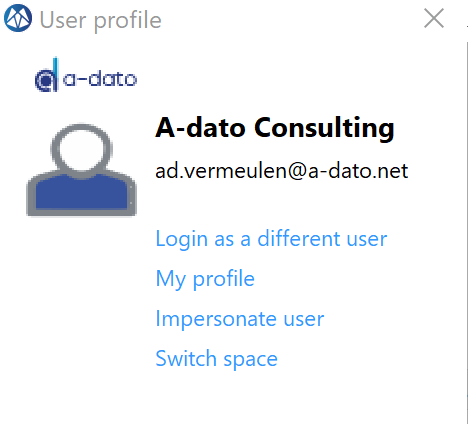 User profile
a-dato
A-dato Consulting
ad.vermeulen@a-dato.net
Login as a different user
My profile
Impersonate user
Switch space